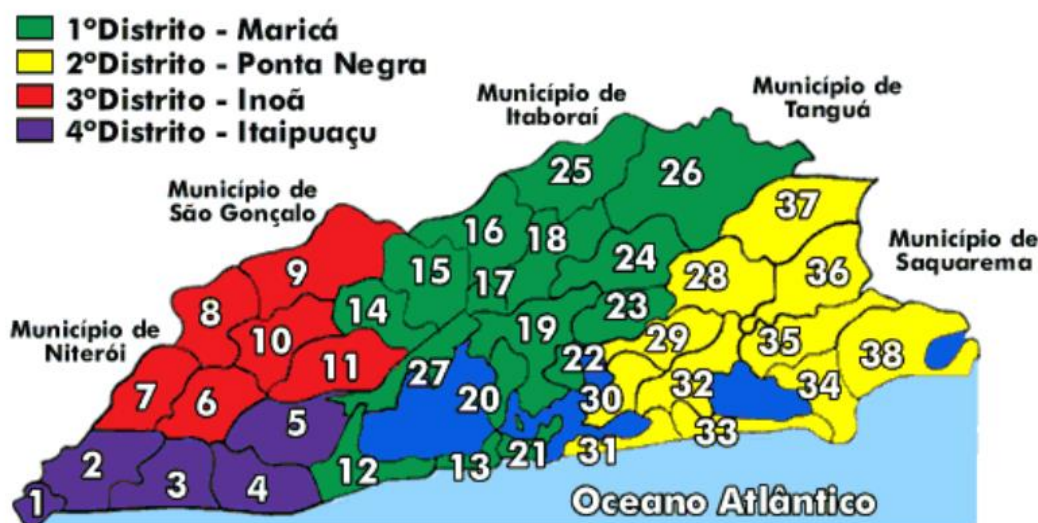 1ºDistrito - Maricá
2ºDistrito - Ponta Negra
3ºDistrito - Inoã
4ºDistrito - Itaipuaçu
Município de
Itaboraí
Município de
Tanguá
Município de
São Gonçalo
Município de
Saquarema
Município de
Niterói
25
26
37
16
18
9
15
24
28
36
17
8
14
23
19
10
29
35
11
22
38
27
7
32
34
6
20
30
5
33
31
21
2
12
13
3
4
1
Oceano Atlântico